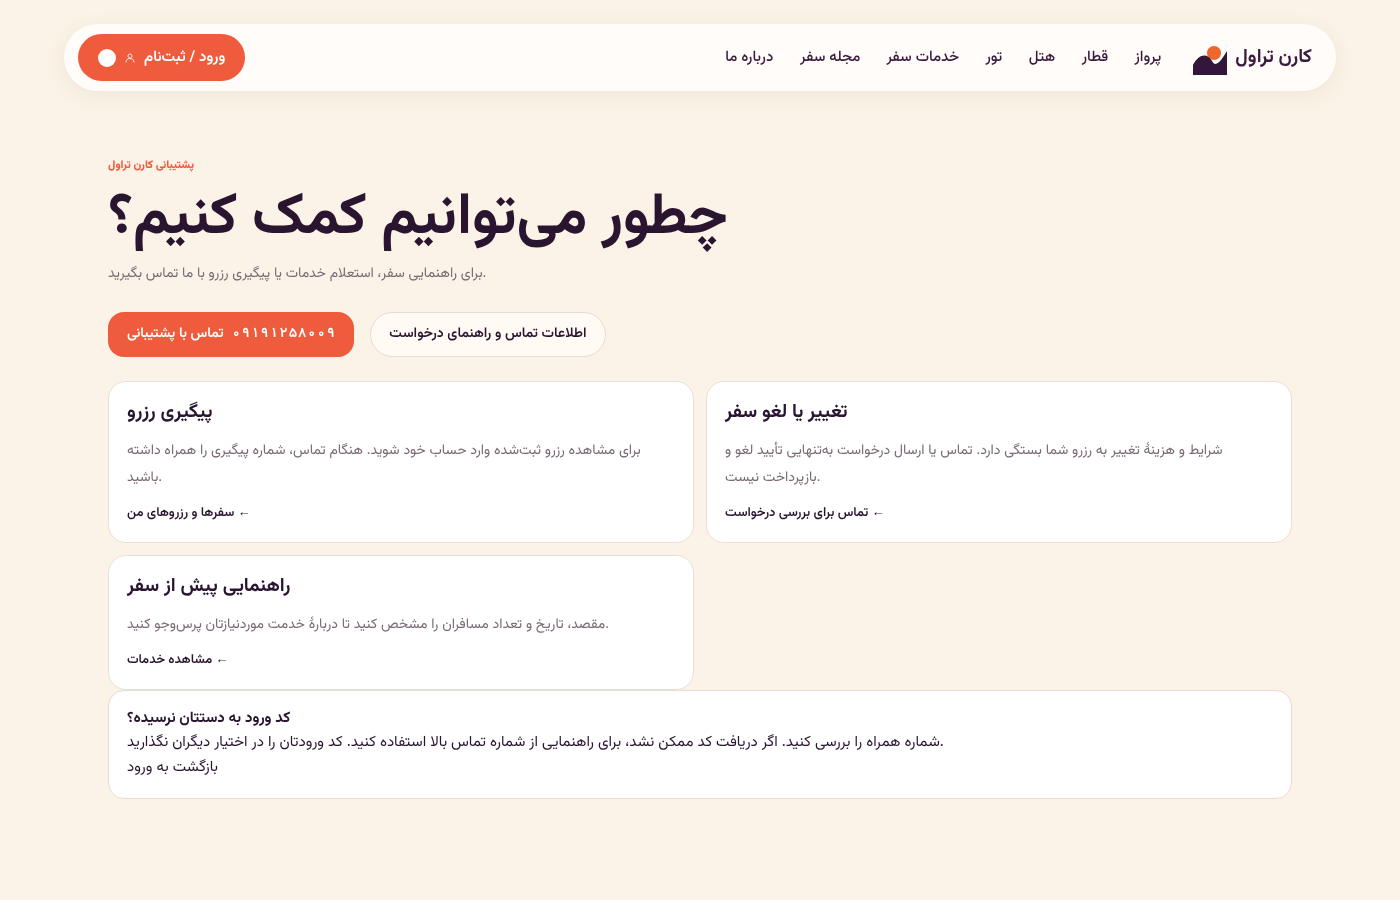 کارن تراول
پرواز
قطار
هتل
تور
خدمات سفر
مجله سفر
درباره ما
ورود / ثبت‌نام
پشتیبانی کارن تراول
چطور می‌توانیم کمک کنیم؟
برای راهنمایی سفر، استعلام خدمات یا پیگیری رزرو با ما تماس بگیرید.
تماس با پشتیبانی ۰۹۱۹۱۲۵۸۰۰۹
اطلاعات تماس و راهنمای درخواست
پیگیری رزرو
برای مشاهده رزرو ثبت‌شده وارد حساب خود شوید. هنگام تماس، شماره پیگیری را همراه داشته
باشید.
سفرها و رزروهای من ←
تغییر یا لغو سفر
شرایط و هزینهٔ تغییر به رزرو شما بستگی دارد. تماس یا ارسال درخواست به‌تنهایی تأیید لغو و
بازپرداخت نیست.
تماس برای بررسی درخواست ←
راهنمایی پیش از سفر
مقصد، تاریخ و تعداد مسافران را مشخص کنید تا دربارهٔ خدمت موردنیازتان پرس‌وجو کنید.
مشاهده خدمات ←
کد ورود به دستتان نرسیده؟
شماره همراه را بررسی کنید. اگر دریافت کد ممکن نشد، برای راهنمایی از شماره تماس بالا استفاده کنید. کد ورودتان را در اختیار دیگران نگذارید.
بازگشت به ورود